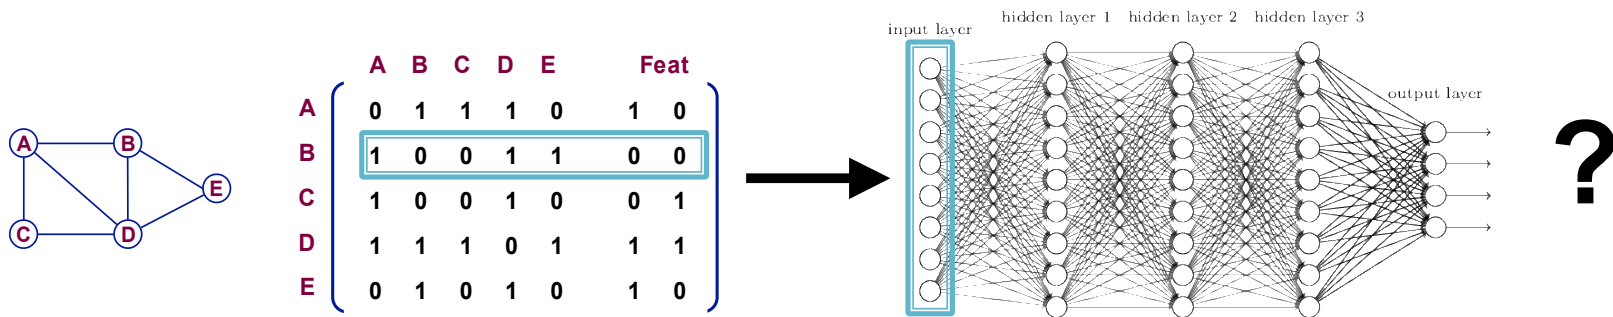 A B
E
C D
A B C D E Feat
A 0 1 1 1 0 1 0
B 1 0 0 1 1 0 0
C 1 0 0 1 0 0 1
D 1 1 1 0 1 1 1
E 0 1 0 1 0 1 0
input layer
hidden layer 1 hidden layer 2 hidden layer 3
output layer
?